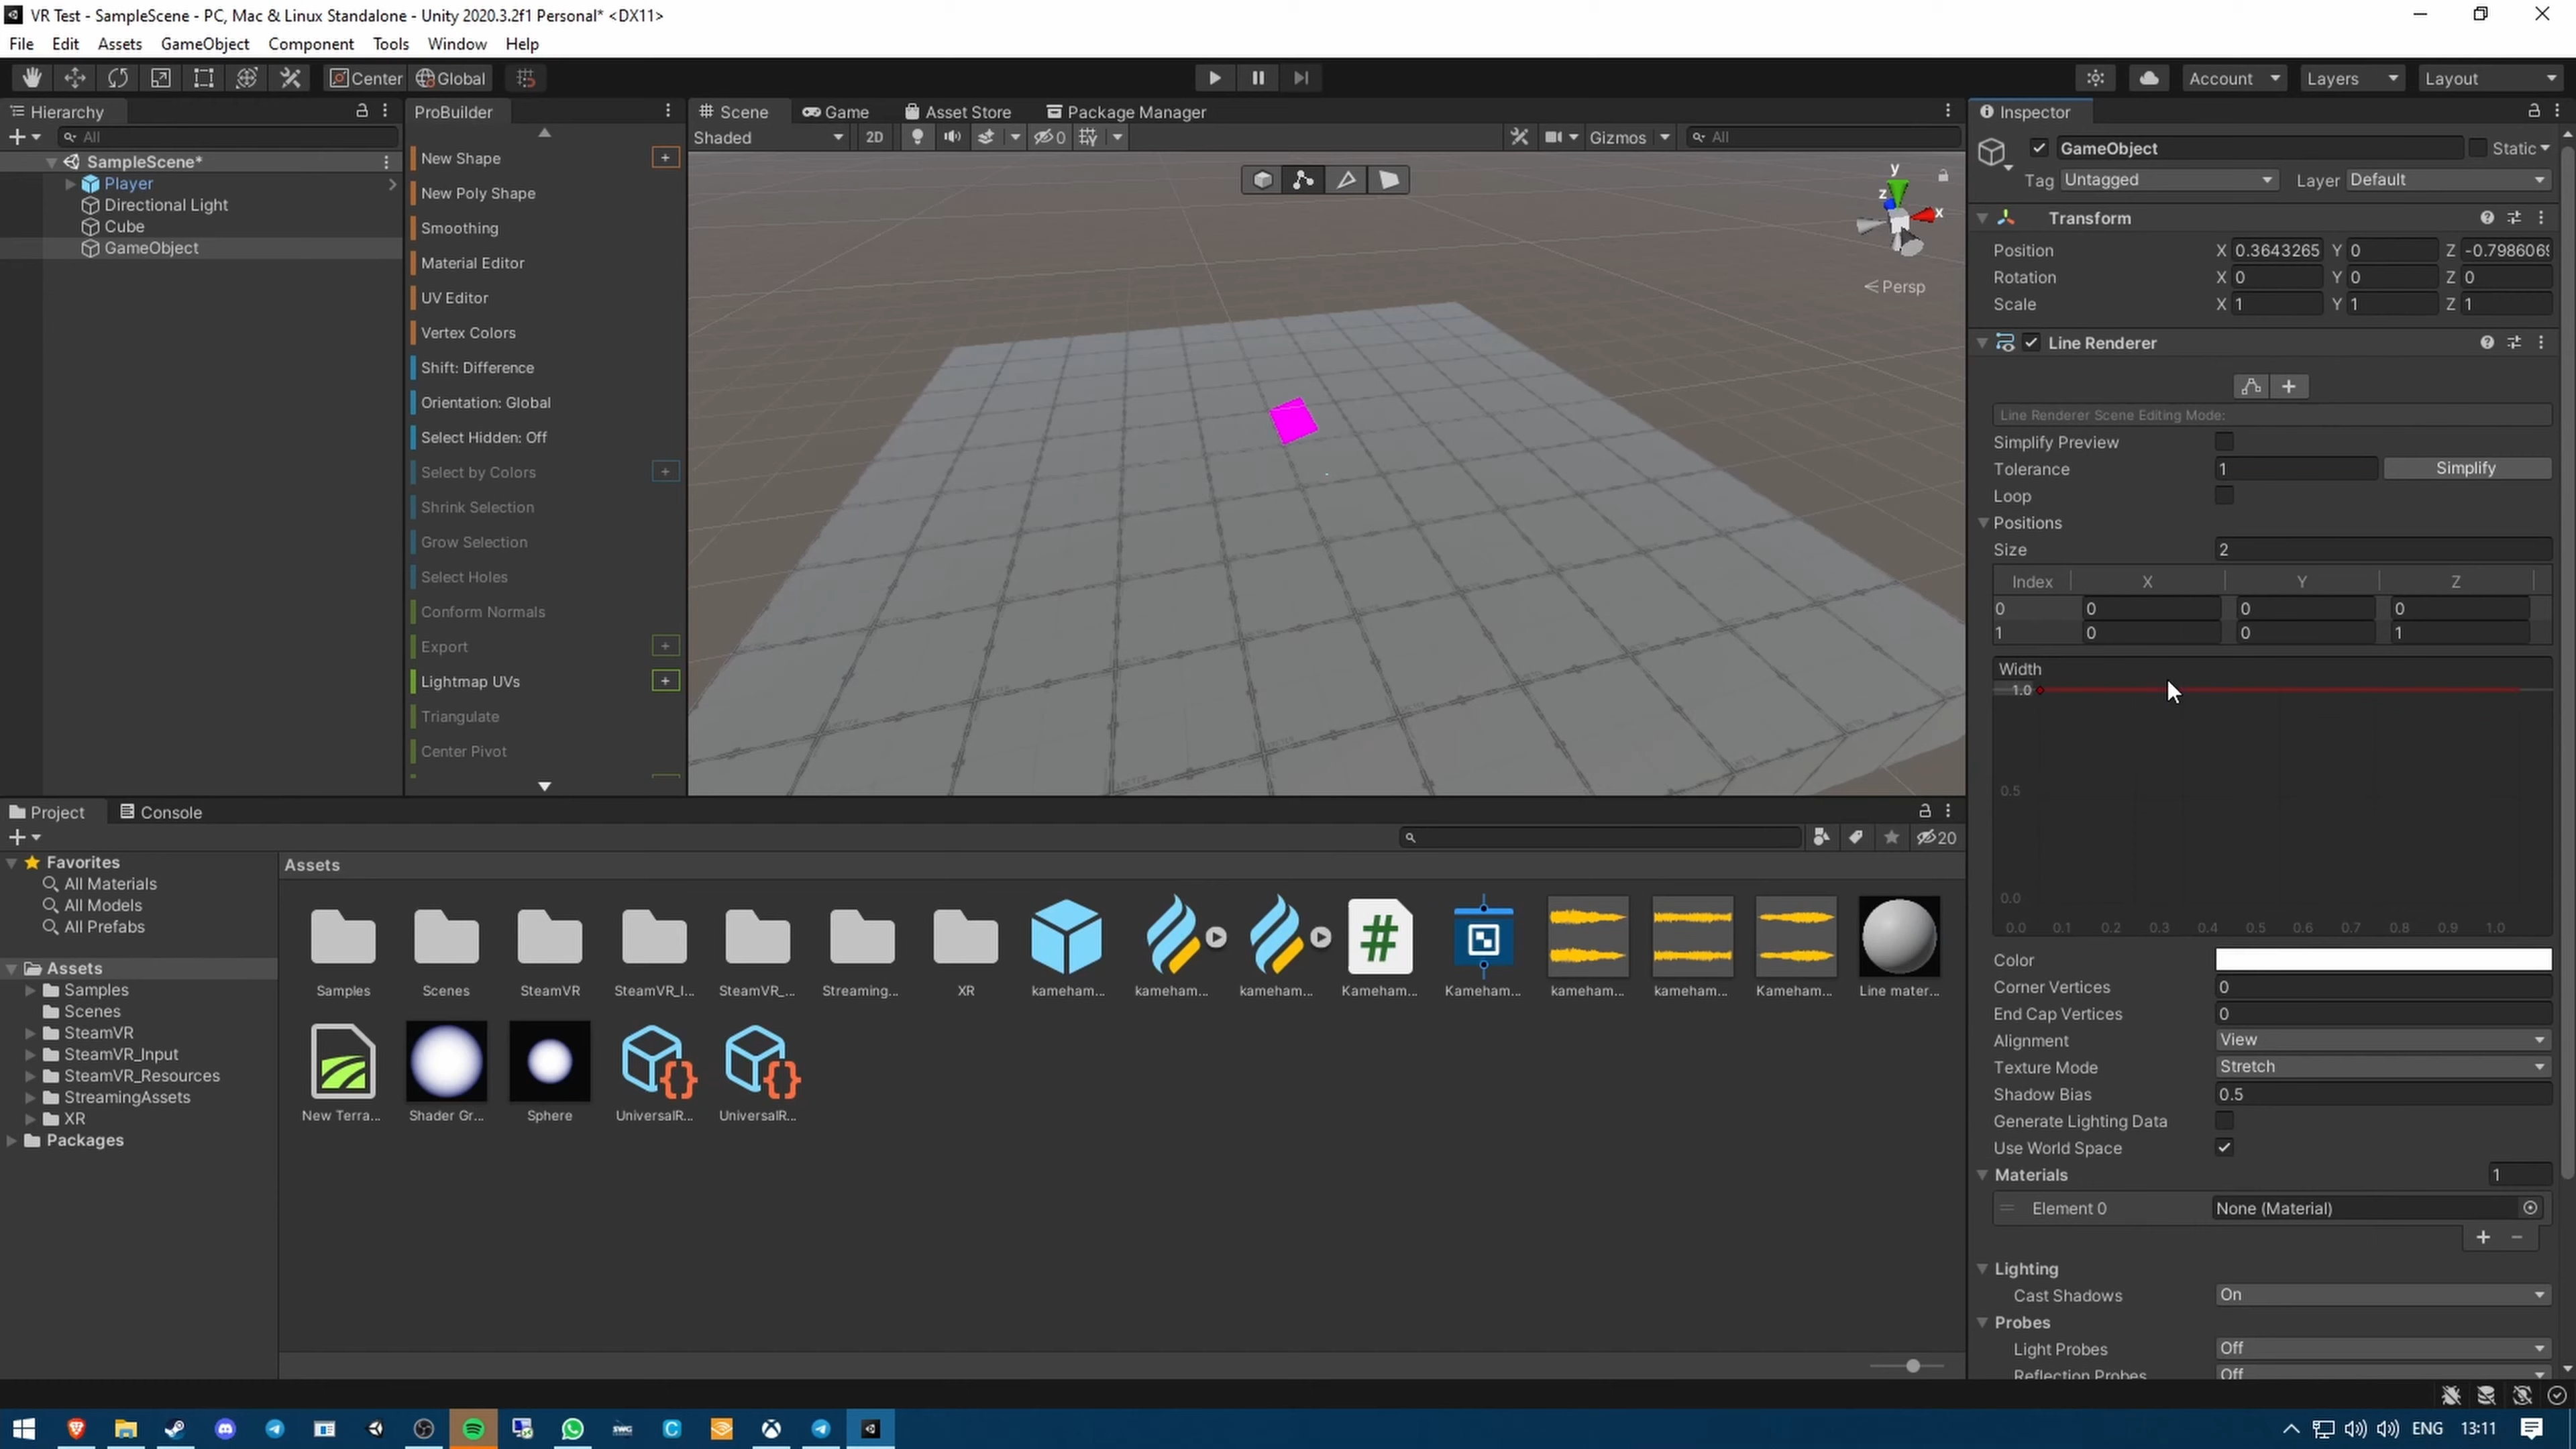 VR Test - SampleScene - PC, Mac & Linux Standalone - Unity 2020.3.2f1 Personal* <DX11>
File Edit Assets GameObject Component Tools Window Help
Center Global Account Layers Layout
Hierarchy
All
SampleScene*
Player
Directional Light
Cube
GameObject
ProBuilder
New Shape
New Poly Shape
Smoothing
Material Editor
UV Editor
Vertex Colors
Shift: Difference
Orientation: Global
Select Hidden: Off
Select by Colors
Shrink Selection
Grow Selection
Select Holes
Conform Normals
Export
Lightmap UVs
Triangulate
Center Pivot
Scene Game Asset Store Package Manager
Shaded 2D 0 Gizmos All
y
z x
Persp
Inspector
GameObject Static
Tag Untagged Layer Default
Transform
Position X 0.3643265 Y 0 Z -0.798606
Rotation X 0 Y 0 Z 0
Scale X 1 Y 1 Z 1
Line Renderer
Line Renderer Scene Editing Mode:
Simplify Preview
Tolerance 1 Simplify
Loop
Positions
Size 2
Index X Y Z
0 0 0 0
1 0 0 1
Width
1.0
0.5
0.0
0.0 0.1 0.2 0.3 0.4 0.5 0.6 0.7 0.8 0.9 1.0
Color
Corner Vertices 0
End Cap Vertices 0
Alignment View
Texture Mode Stretch
Shadow Bias 0.5
Generate Lighting Data
Use World Space
Materials 1
Element 0 None (Material)
Lighting
Cast Shadows On
Probes
Light Probes Off
Reflection Probes Off
Project Console
20
Favorites
All Materials
All Models
All Prefabs
Assets
Samples
Scenes
SteamVR
SteamVR_Input
SteamVR_Resources
StreamingAssets
XR
Packages
Assets
Samples Scenes SteamVR SteamVR_I... SteamVR_... Streaming... XR kameham... kameham... kameham... Kameham... Kameham... kameham... kameham... Kameham... Line mater...
New Terra... Shader Gr... Sphere UniversalR... UniversalR...
SWG
ENG 13:11